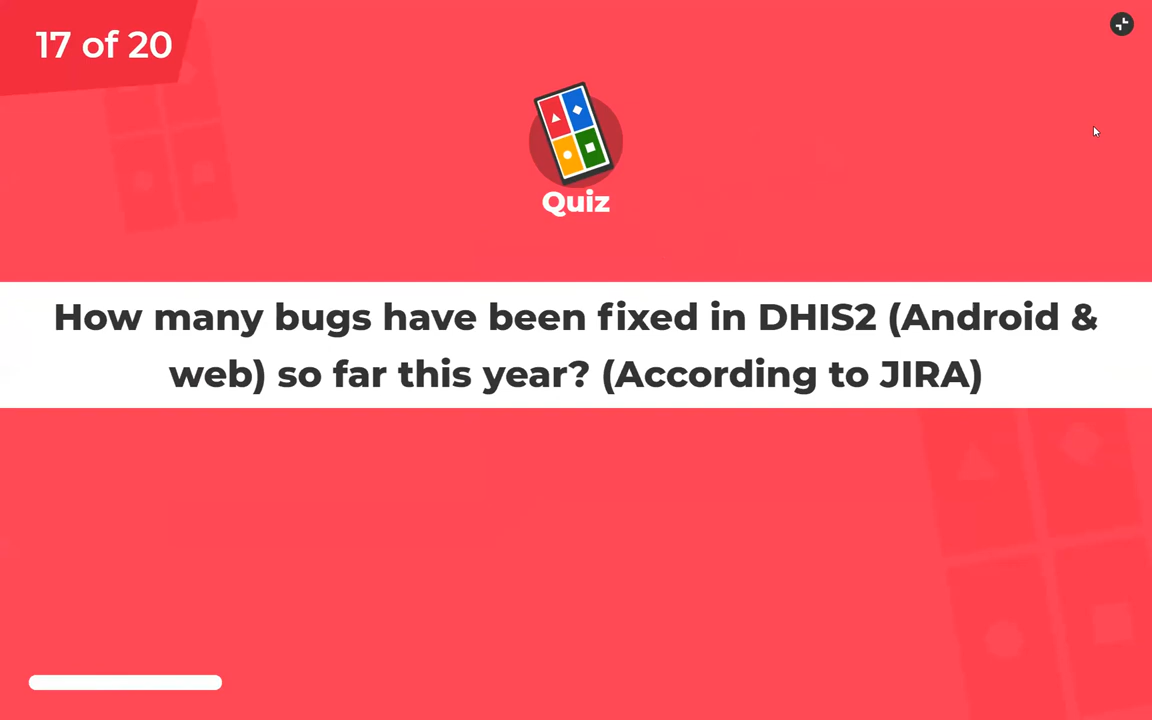 17 of 20
Quiz
How many bugs have been fixed in DHIS2 (Android &
web) so far this year? (According to JIRA)